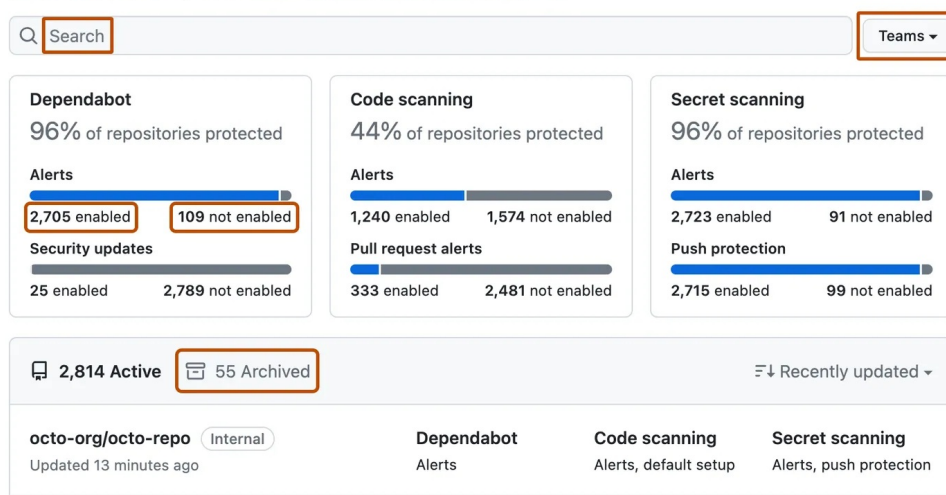 Search
Teams
Dependabot
96% of repositories protected
Alerts
2,705 enabled 109 not enabled
Security updates
25 enabled 2,789 not enabled
Code scanning
44% of repositories protected
Alerts
1,240 enabled 1,574 not enabled
Pull request alerts
333 enabled 2,481 not enabled
Secret scanning
96% of repositories protected
Alerts
2,723 enabled 91 not enabled
Push protection
2,715 enabled 99 not enabled
2,814 Active 55 Archived Recently updated
octo-org/octo-repo Internal
Updated 13 minutes ago
Dependabot
Alerts
Code scanning
Alerts, default setup
Secret scanning
Alerts, push protection